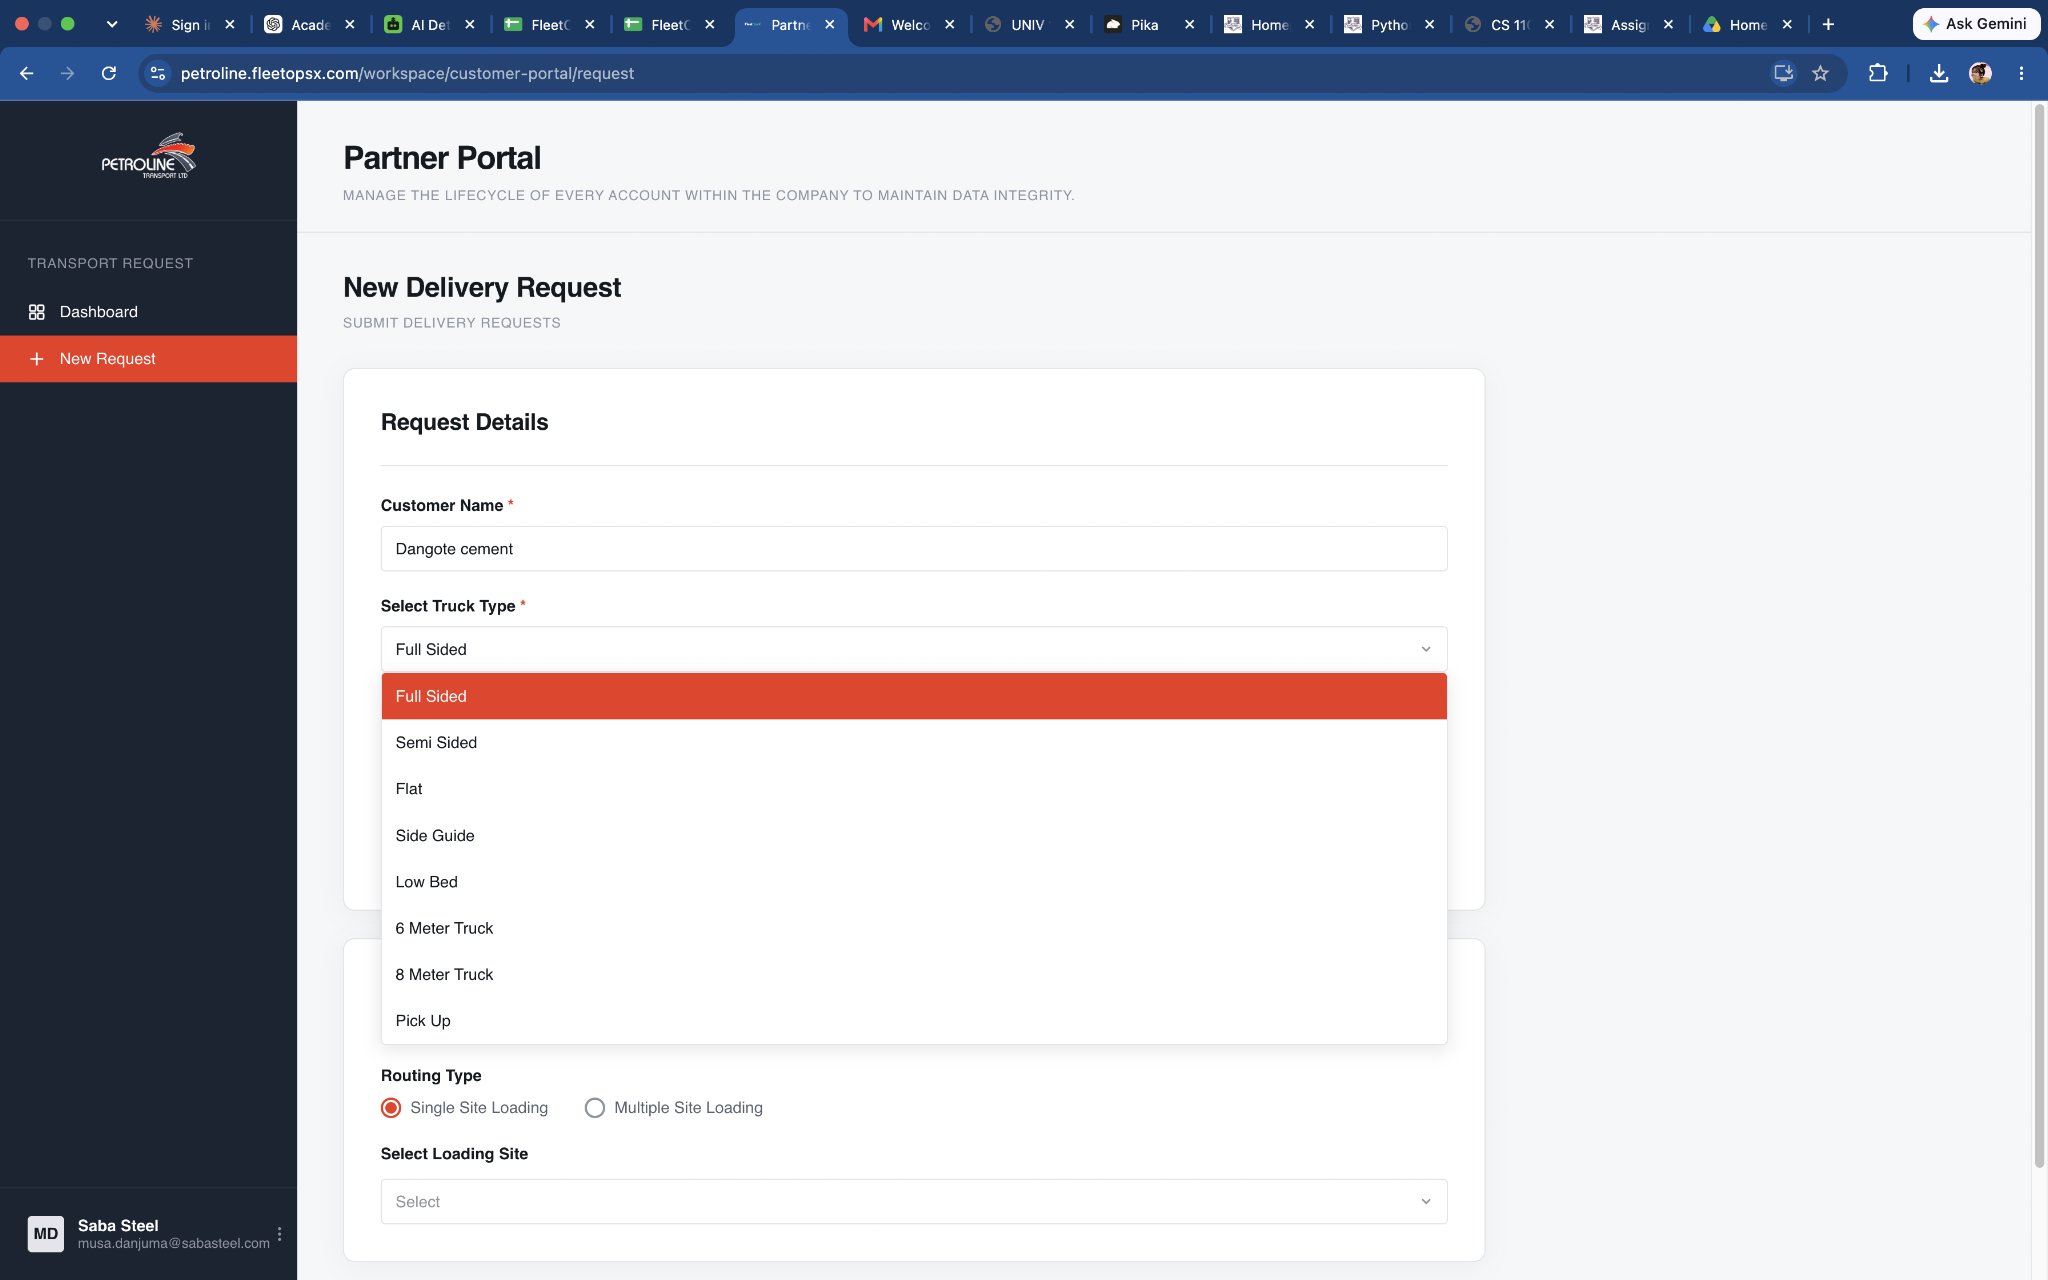 Sign i
Acade
AI Det
FleetO
FleetO
Partne
Welco
UNIV
Pika
Home
Pytho
CS 110
Assig
Home
Ask Gemini
petroline.fleetopsx.com/workspace/customer-portal/request
PETROLINE
TRANSPORT LTD
TRANSPORT REQUEST
Dashboard
New Request
Partner Portal
MANAGE THE LIFECYCLE OF EVERY ACCOUNT WITHIN THE COMPANY TO MAINTAIN DATA INTEGRITY.
New Delivery Request
SUBMIT DELIVERY REQUESTS
Request Details
Customer Name *
Dangote cement
Select Truck Type *
Full Sided
Full Sided
Semi Sided
Flat
Side Guide
Low Bed
6 Meter Truck
8 Meter Truck
Pick Up
Routing Type
Single Site Loading
Multiple Site Loading
Select Loading Site
Select
MD
Saba Steel
musa.danjuma@sabasteel.com